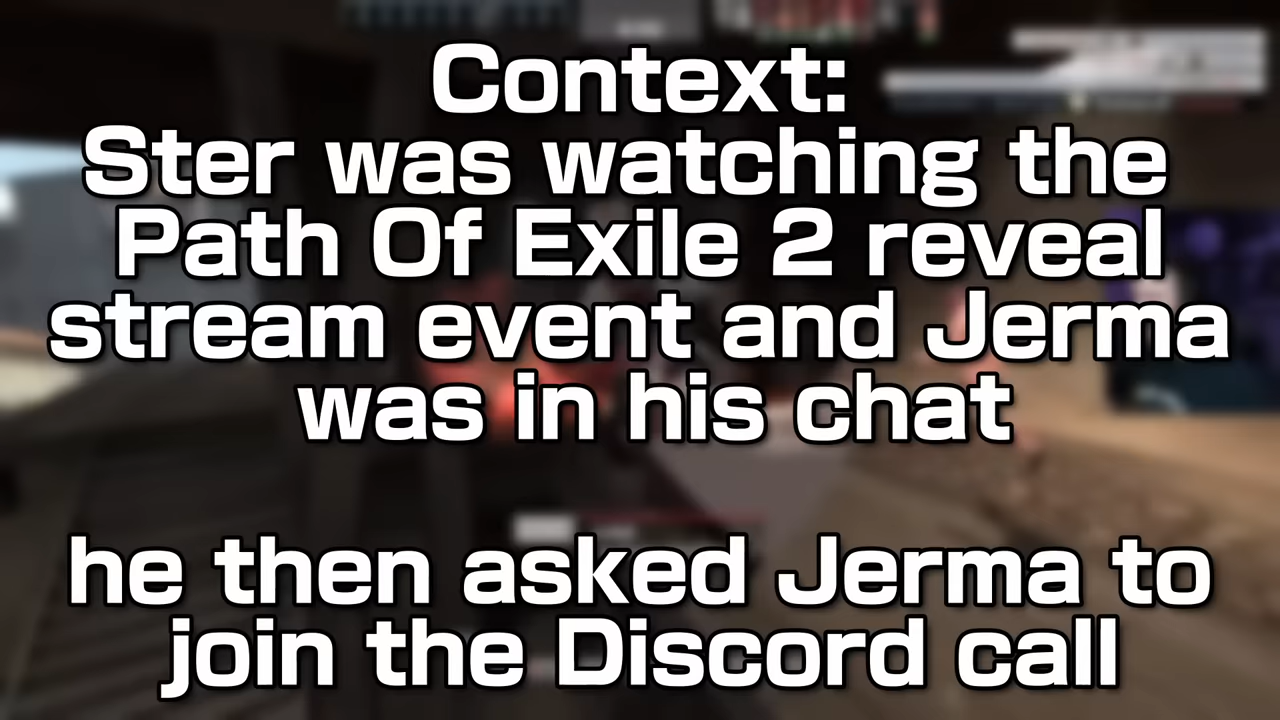 Context:
Ster was watching the
Path Of Exile 2 reveal
stream event and Jerma
was in his chat
he then asked Jerma to
join the Discord call